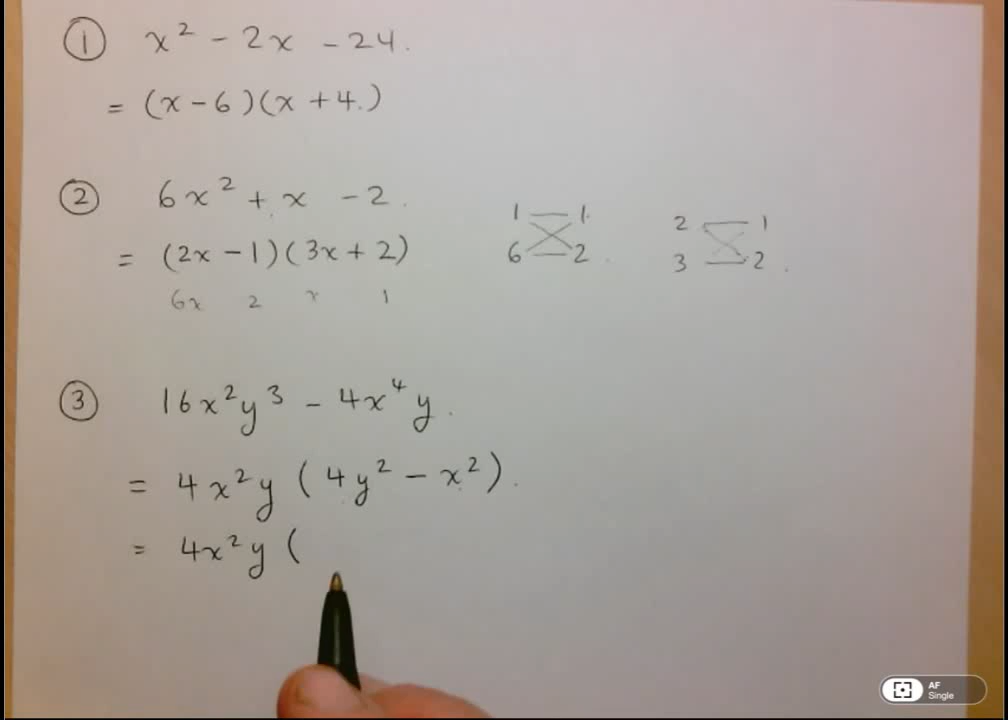 ① x² - 2x - 24.
= (x - 6)(x + 4.)
② 6x² + x - 2.
= (2x - 1)(3x + 2)
6x 2 x 1
1 1
6 2
2 1
3 2
③ 16x²y³ - 4x⁴y.
= 4x²y (4y² - x²).
= 4x²y (
AF
Single